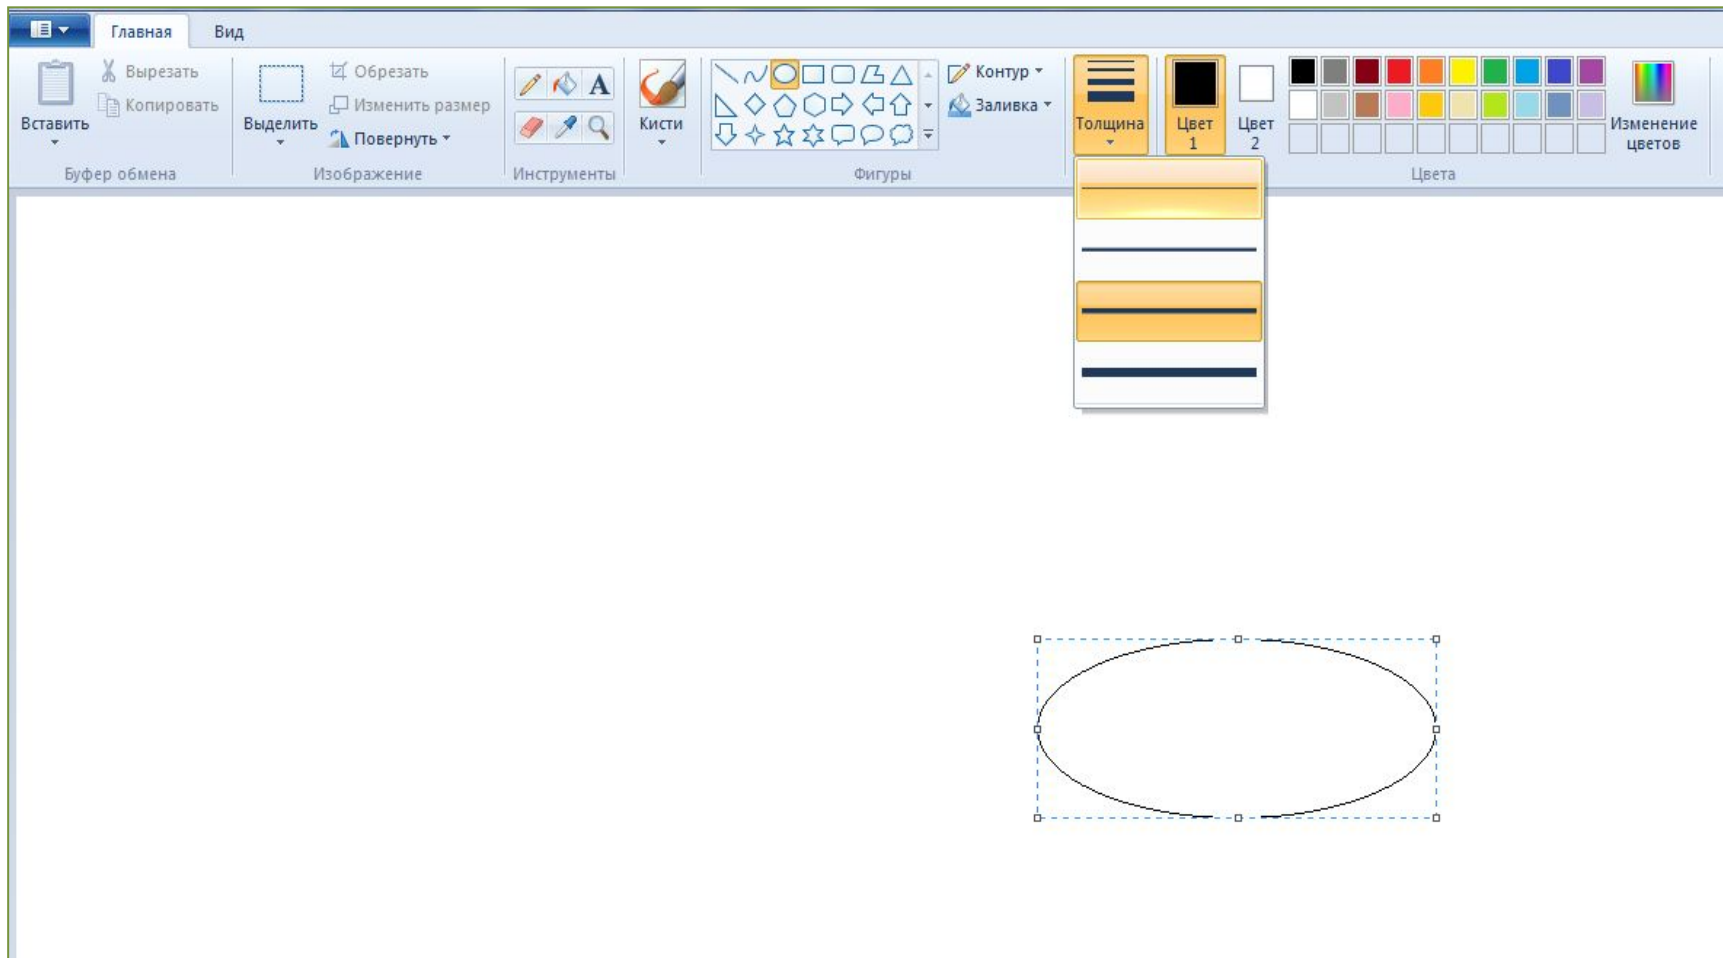 Главная Вид
Вставить
Вырезать
Копировать
Буфер обмена
Выделить
Обрезать
Изменить размер
Повернуть
Изображение
A
Инструменты
Кисти
Контур
Заливка
Фигуры
Толщина
Цвет
1
Цвет
2
Изменение
цветов
Цвета